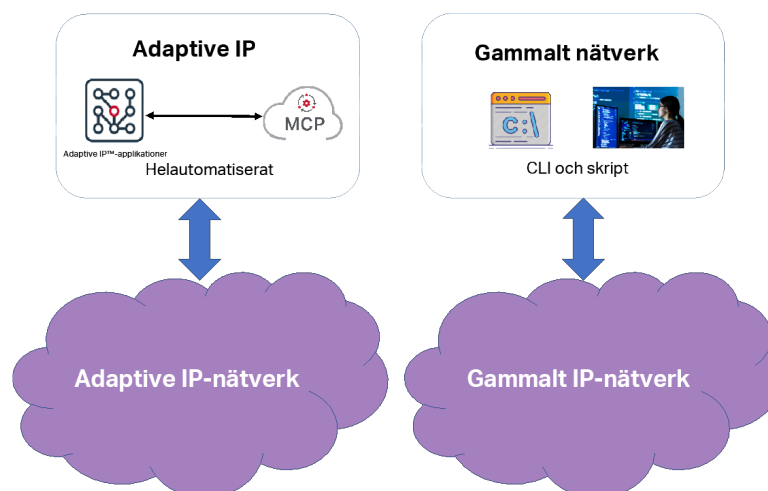 Adaptive IP
MCP
Adaptive IP™-applikationer
Helautomatiserat
Gammalt nätverk
C:\
CLI och skript
Adaptive IP-nätverk
Gammalt IP-nätverk